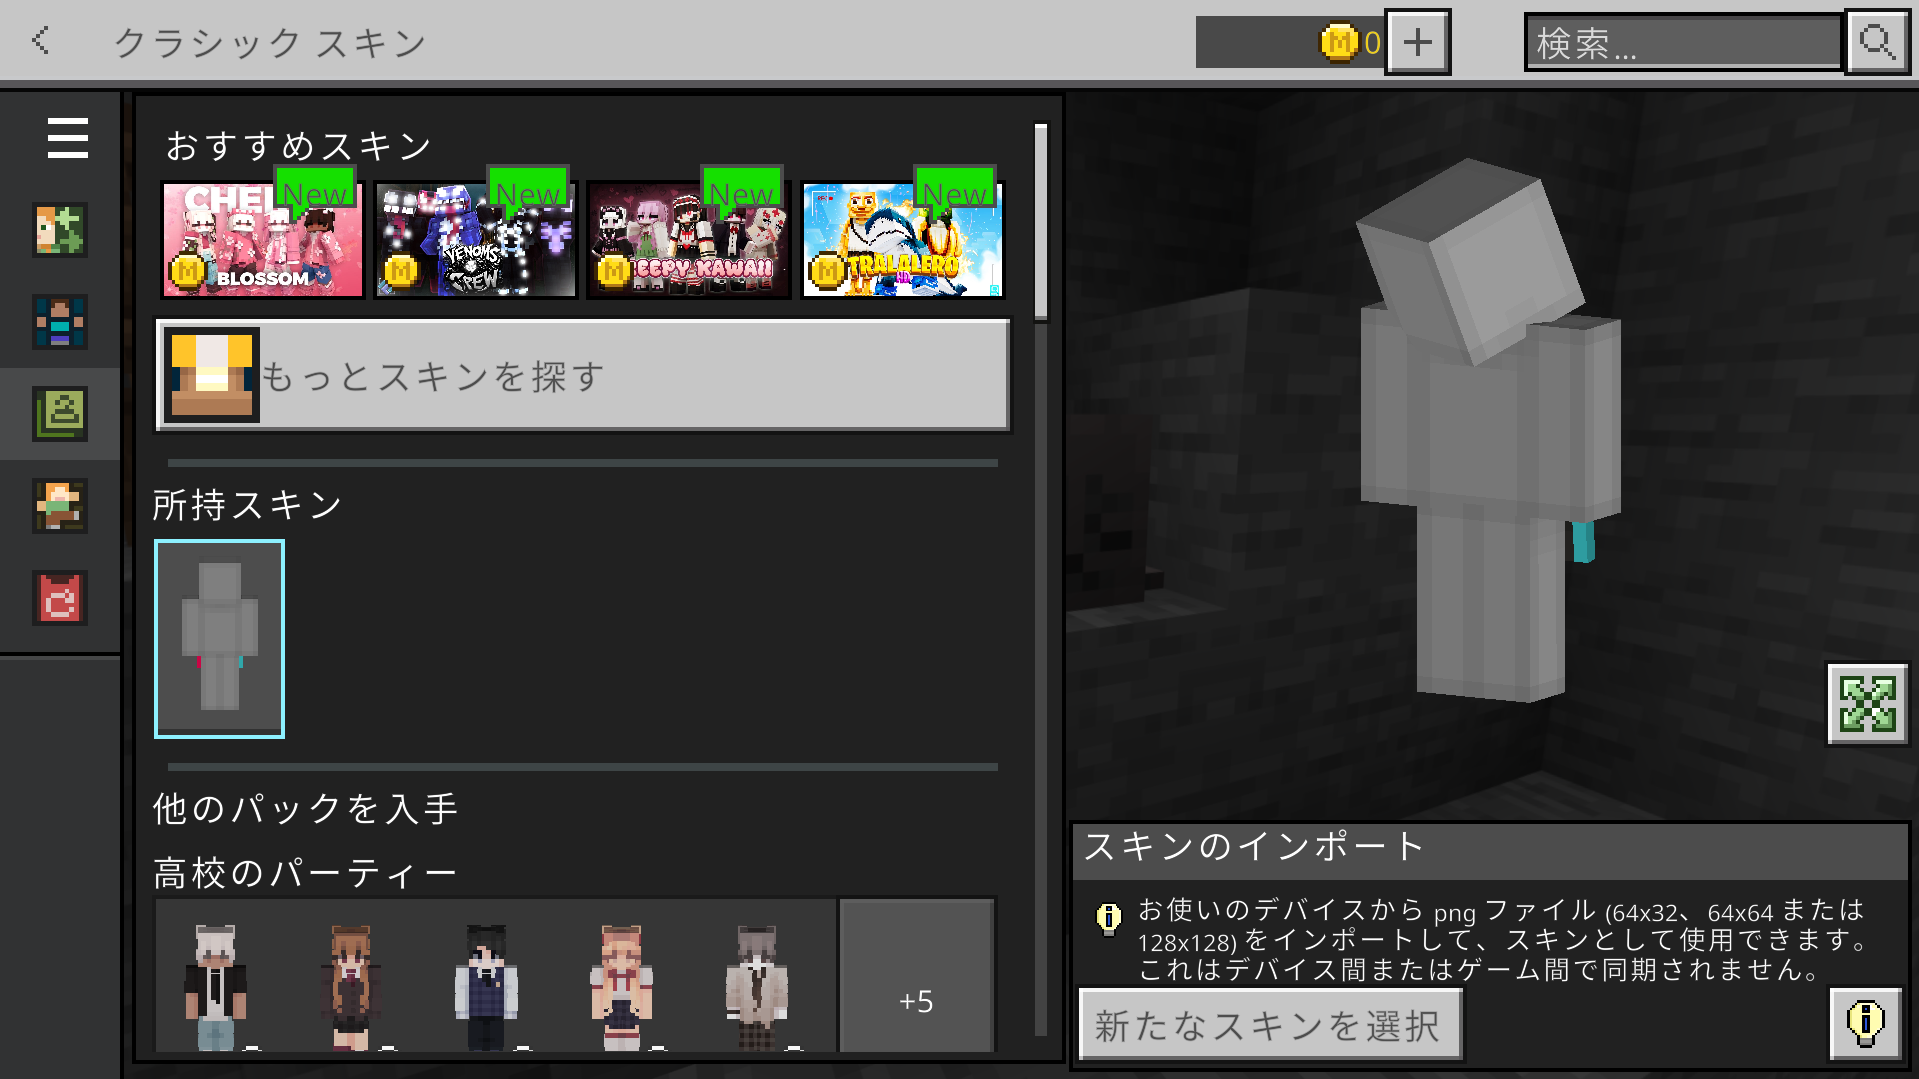 クラシック スキン
0
検索...
おすすめスキン
New
New
New
New
BLOSSOM
VENOMS CREW
TRALALERO
もっとスキンを探す
所持スキン
他のパックを入手
高校のパーティー
+5
スキンのインポート
お使いのデバイスから png ファイル (64x32、64x64 または
128x128) をインポートして、スキンとして使用できます。
これはデバイス間またはゲーム間で同期されません。
新たなスキンを選択